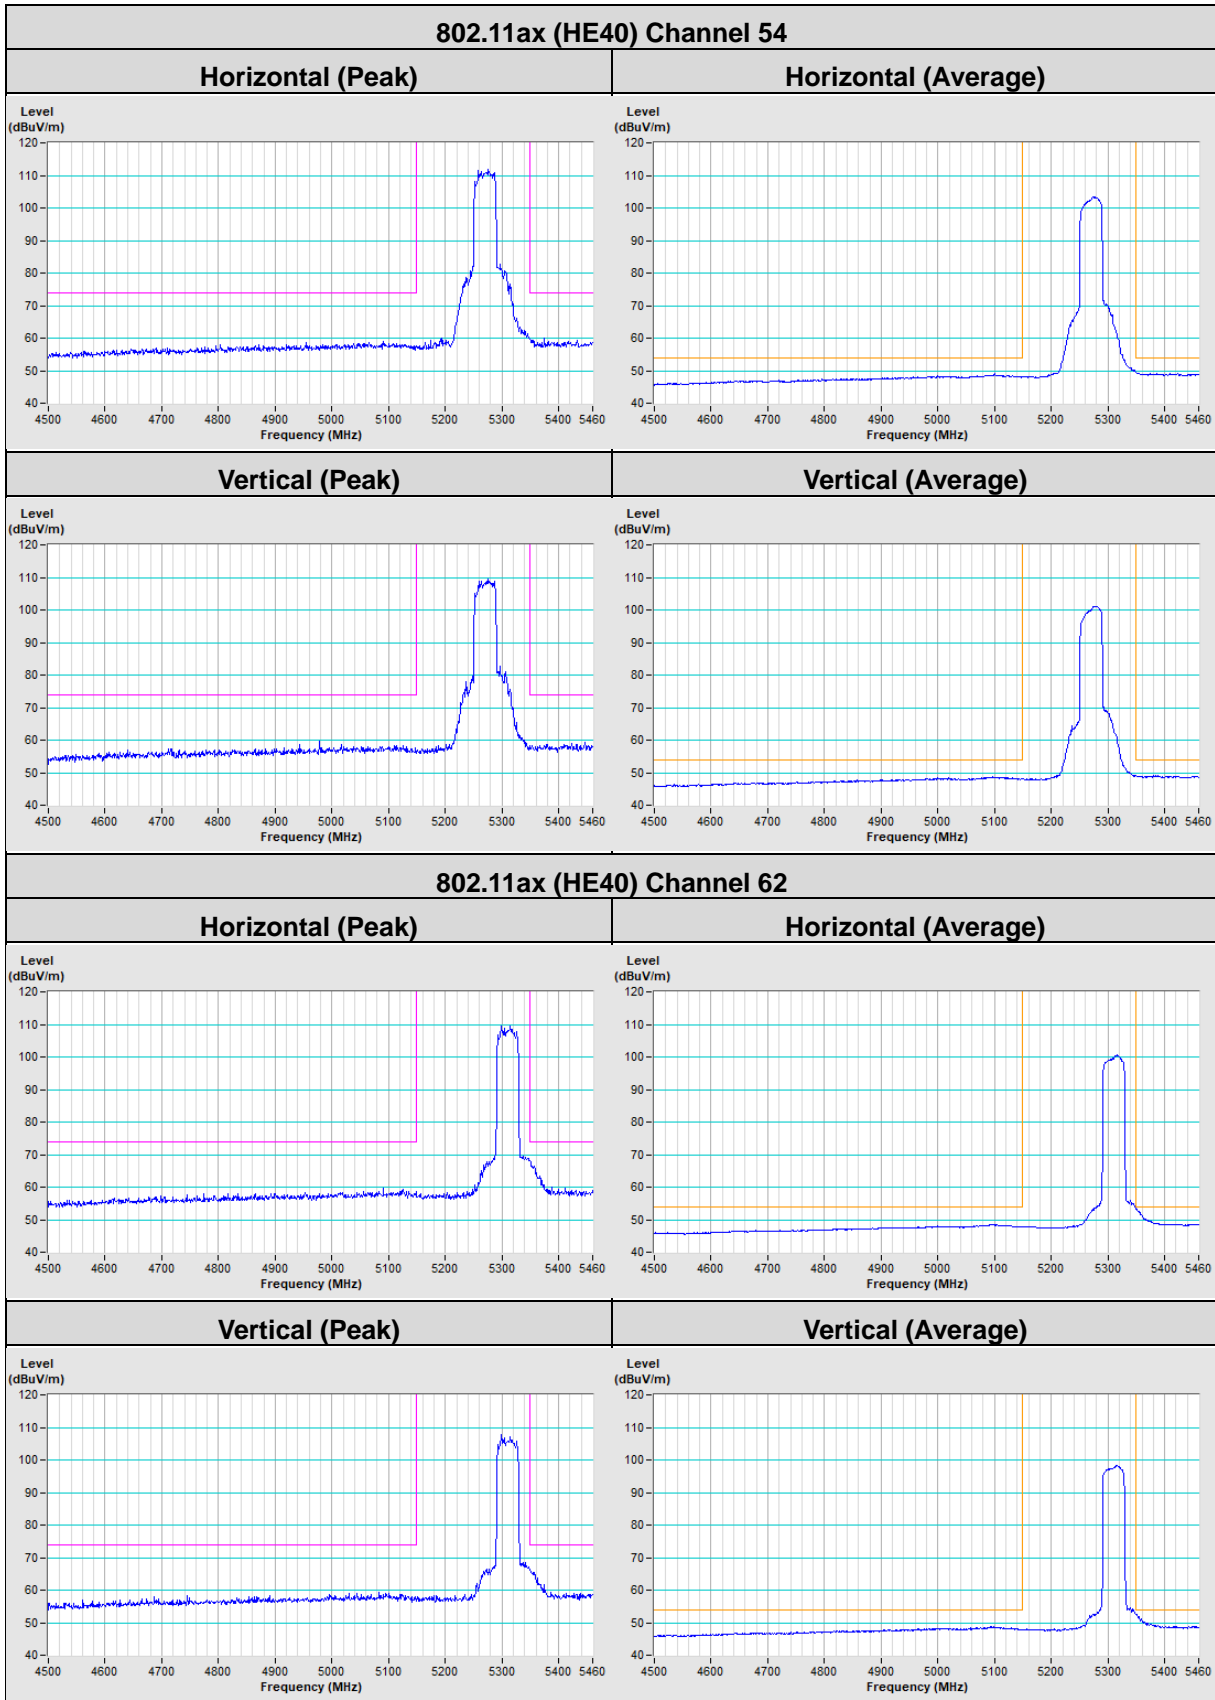 802.11ax (HE40) Channel 54
Horizontal (Peak) Horizontal (Average)
Level Level
(dBuV/m) (dBuV/m)
120 120
110 110
100 100
90 90
80 80
70 70
60 60
50 50
40 40
4500 4600 4700 4800 4900 5000 5100 5200 5300 5400 5460 4500 4600 4700 4800 4900 5000 5100 5200 5300 5400 5460
Frequency (MHz) Frequency (MHz)
Vertical (Peak) Vertical (Average)
Level Level
(dBuV/m) (dBuV/m)
120 120
110 110
100 100
90 90
80 80
70 70
60 60
50 50
40 40
4500 4600 4700 4800 4900 5000 5100 5200 5300 5400 5460 4500 4600 4700 4800 4900 5000 5100 5200 5300 5400 5460
Frequency (MHz) Frequency (MHz)
802.11ax (HE40) Channel 62
Horizontal (Peak) Horizontal (Average)
Level Level
(dBuV/m) (dBuV/m)
120 120
110 110
100 100
90 90
80 80
70 70
60 60
50 50
40 40
4500 4600 4700 4800 4900 5000 5100 5200 5300 5400 5460 4500 4600 4700 4800 4900 5000 5100 5200 5300 5400 5460
Frequency (MHz) Frequency (MHz)
Vertical (Peak) Vertical (Average)
Level Level
(dBuV/m) (dBuV/m)
120 120
110 110
100 100
90 90
80 80
70 70
60 60
50 50
40 40
4500 4600 4700 4800 4900 5000 5100 5200 5300 5400 5460 4500 4600 4700 4800 4900 5000 5100 5200 5300 5400 5460
Frequency (MHz) Frequency (MHz)